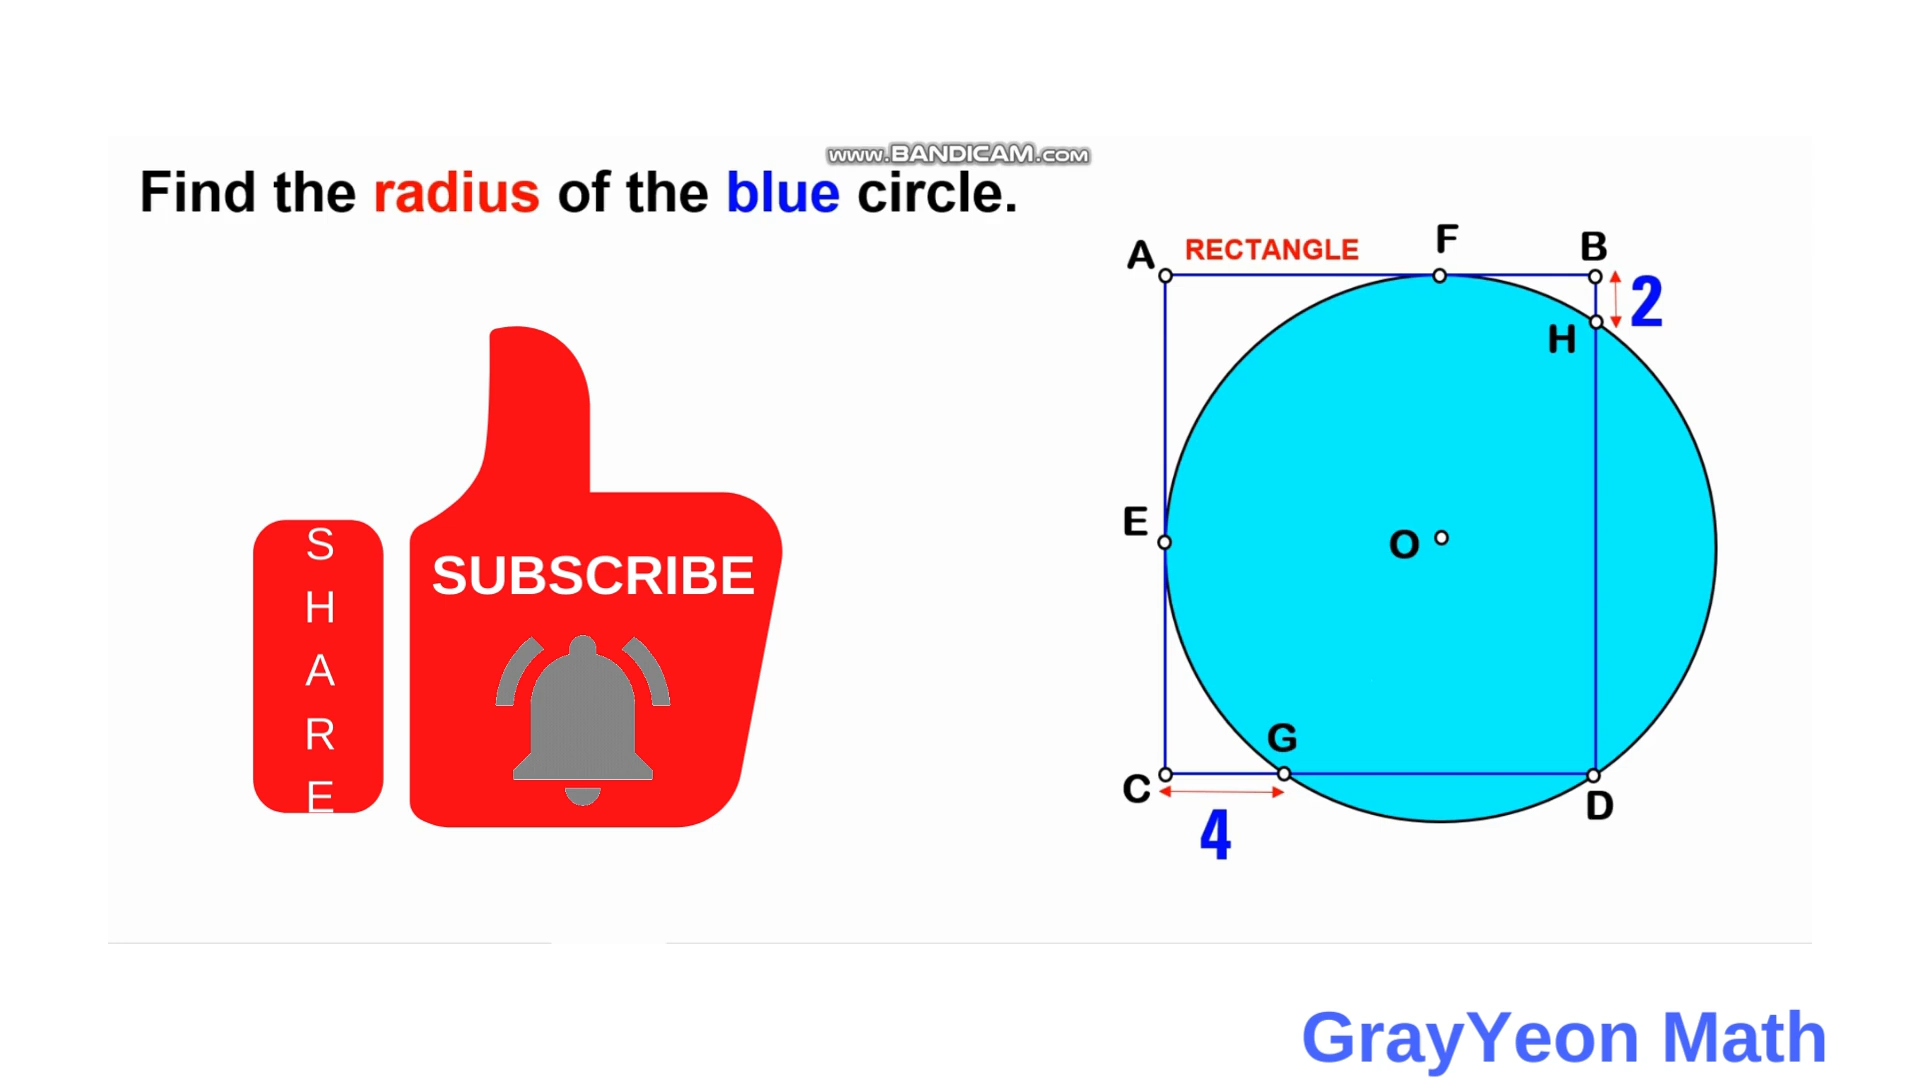 www.BANDICAM.com
Find the radius of the blue circle.
A RECTANGLE F B
2
H
S
H
A
R
E
SUBSCRIBE
E
O
G
C
D
4
GrayYeon Math